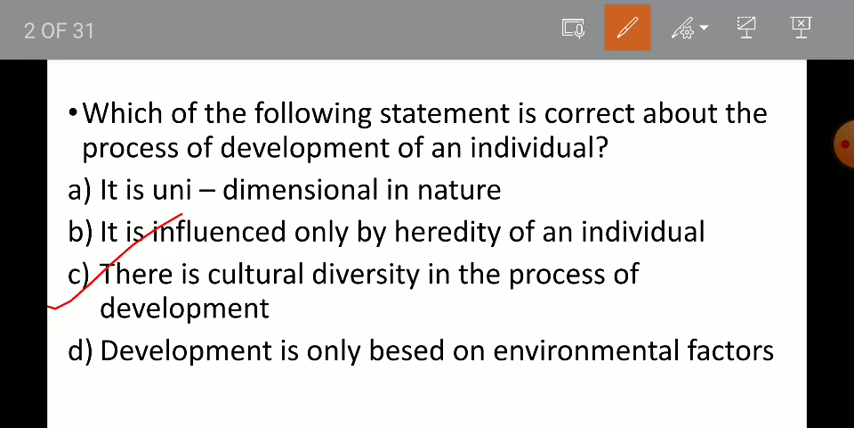 2 OF 31
•Which of the following statement is correct about the
process of development of an individual?
a) It is uni – dimensional in nature
b) It is influenced only by heredity of an individual
c) There is cultural diversity in the process of
development
d) Development is only besed on environmental factors